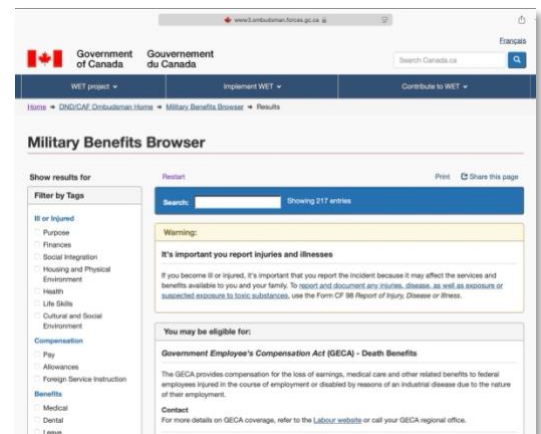 www3.ombudsman.forces.gc.ca
Français
Government of Canada
Gouvernement du Canada
Search Canada.ca
WET project
Implement WET
Contribute to WET
Home → DND/CAF Ombudsman Home → Military Benefits Browser → Results
Military Benefits Browser
Show results for
Filter by Tags
Ill or Injured
Purpose
Finances
Social Integration
Housing and Physical
Environment
Health
Life Skills
Cultural and Social
Environment
Compensation
Pay
Allowances
Foreign Service Instruction
Benefits
Medical
Dental
Leave
Restart
Print
Share this page
Search:
Showing 217 entries
Warning:
It's important you report injuries and illnesses
If you become ill or injured, it's important that you report the incident because it may affect the services and
benefits available to you and your family. To report and document any injuries, disease, as well as exposure or
suspected exposure to toxic substances, use the Form CF 98 Report of Injury, Disease or Illness.
You may be eligible for:
Government Employee's Compensation Act (GECA) - Death Benefits
The GECA provides compensation for the loss of earnings, medical care and other related benefits to federal
employees injured in the course of employment or disabled by reasons of an industrial disease due to the nature
of their employment.
Contact
For more details on GECA coverage, refer to the Labour website or call your GECA regional office.